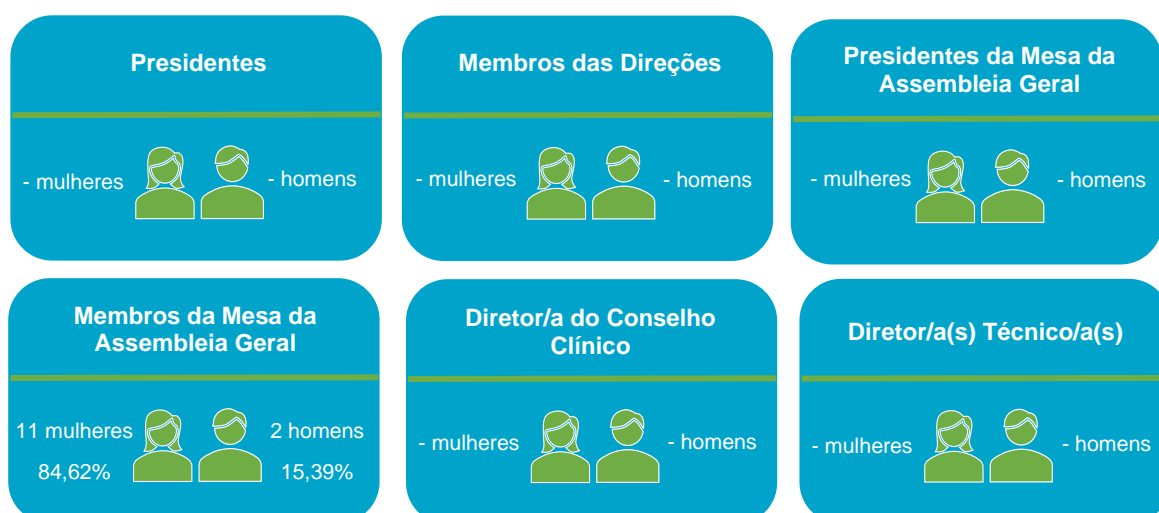 Presidentes
- mulheres
- homens
Membros das Direções
- mulheres
- homens
Presidentes da Mesa da
Assembleia Geral
- mulheres
- homens
Membros da Mesa da
Assembleia Geral
11 mulheres
84,62%
2 homens
15,39%
Diretor/a do Conselho
Clínico
- mulheres
- homens
Diretor/a(s) Técnico/a(s)
- mulheres
- homens